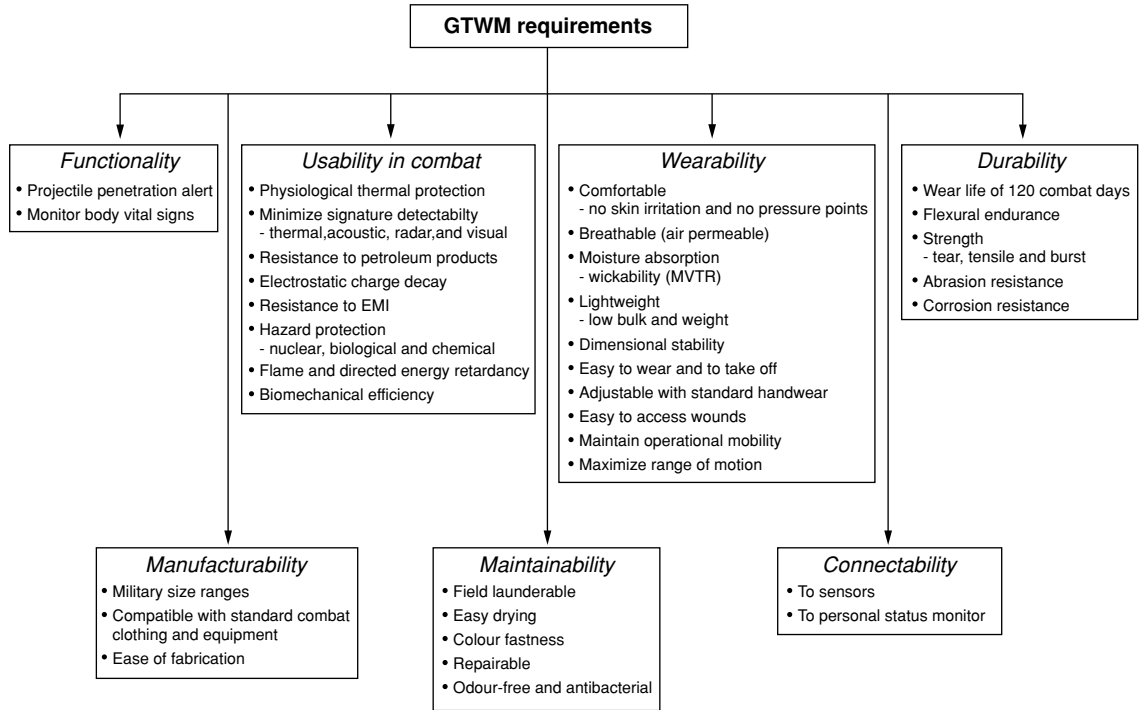 GTWM requirements
Functionality
• Projectile penetration alert
• Monitor body vital signs
Usability in combat
• Physiological thermal protection
• Minimize signature detectabilty
- thermal,acoustic, radar,and visual
• Resistance to petroleum products
• Electrostatic charge decay
• Resistance to EMI
• Hazard protection
- nuclear, biological and chemical
• Flame and directed energy retardancy
• Biomechanical efficiency
Wearability
• Comfortable
- no skin irritation and no pressure points
• Breathable (air permeable)
• Moisture absorption
- wickability (MVTR)
• Lightweight
- low bulk and weight
• Dimensional stability
• Easy to wear and to take off
• Adjustable with standard handwear
• Easy to access wounds
• Maintain operational mobility
• Maximize range of motion
Durability
• Wear life of 120 combat days
• Flexural endurance
• Strength
- tear, tensile and burst
• Abrasion resistance
• Corrosion resistance
Manufacturability
• Military size ranges
• Compatible with standard combat
clothing and equipment
• Ease of fabrication
Maintainability
• Field launderable
• Easy drying
• Colour fastness
• Repairable
• Odour-free and antibacterial
Connectability
• To sensors
• To personal status monitor